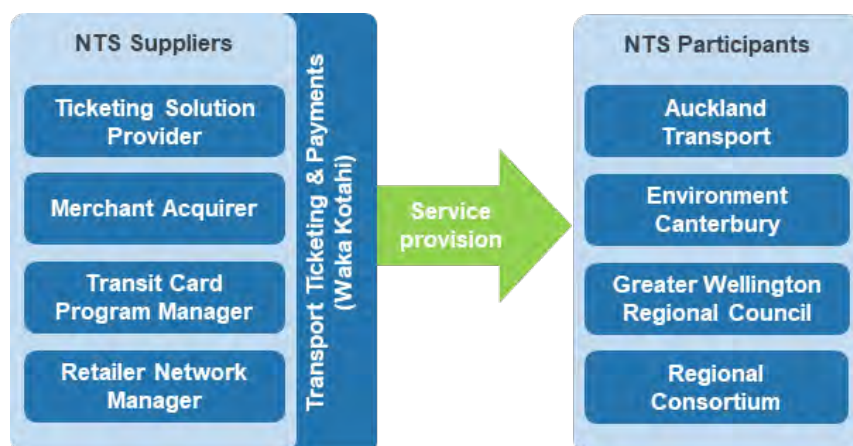 NTS Suppliers
Ticketing Solution
Provider
Merchant Acquirer
Transit Card
Program Manager
Retailer Network
Manager
Transport Ticketing & Payments
(Waka Kotahi)
Service
provision
NTS Participants
Auckland
Transport
Environment
Canterbury
Greater Wellington
Regional Council
Regional
Consortium